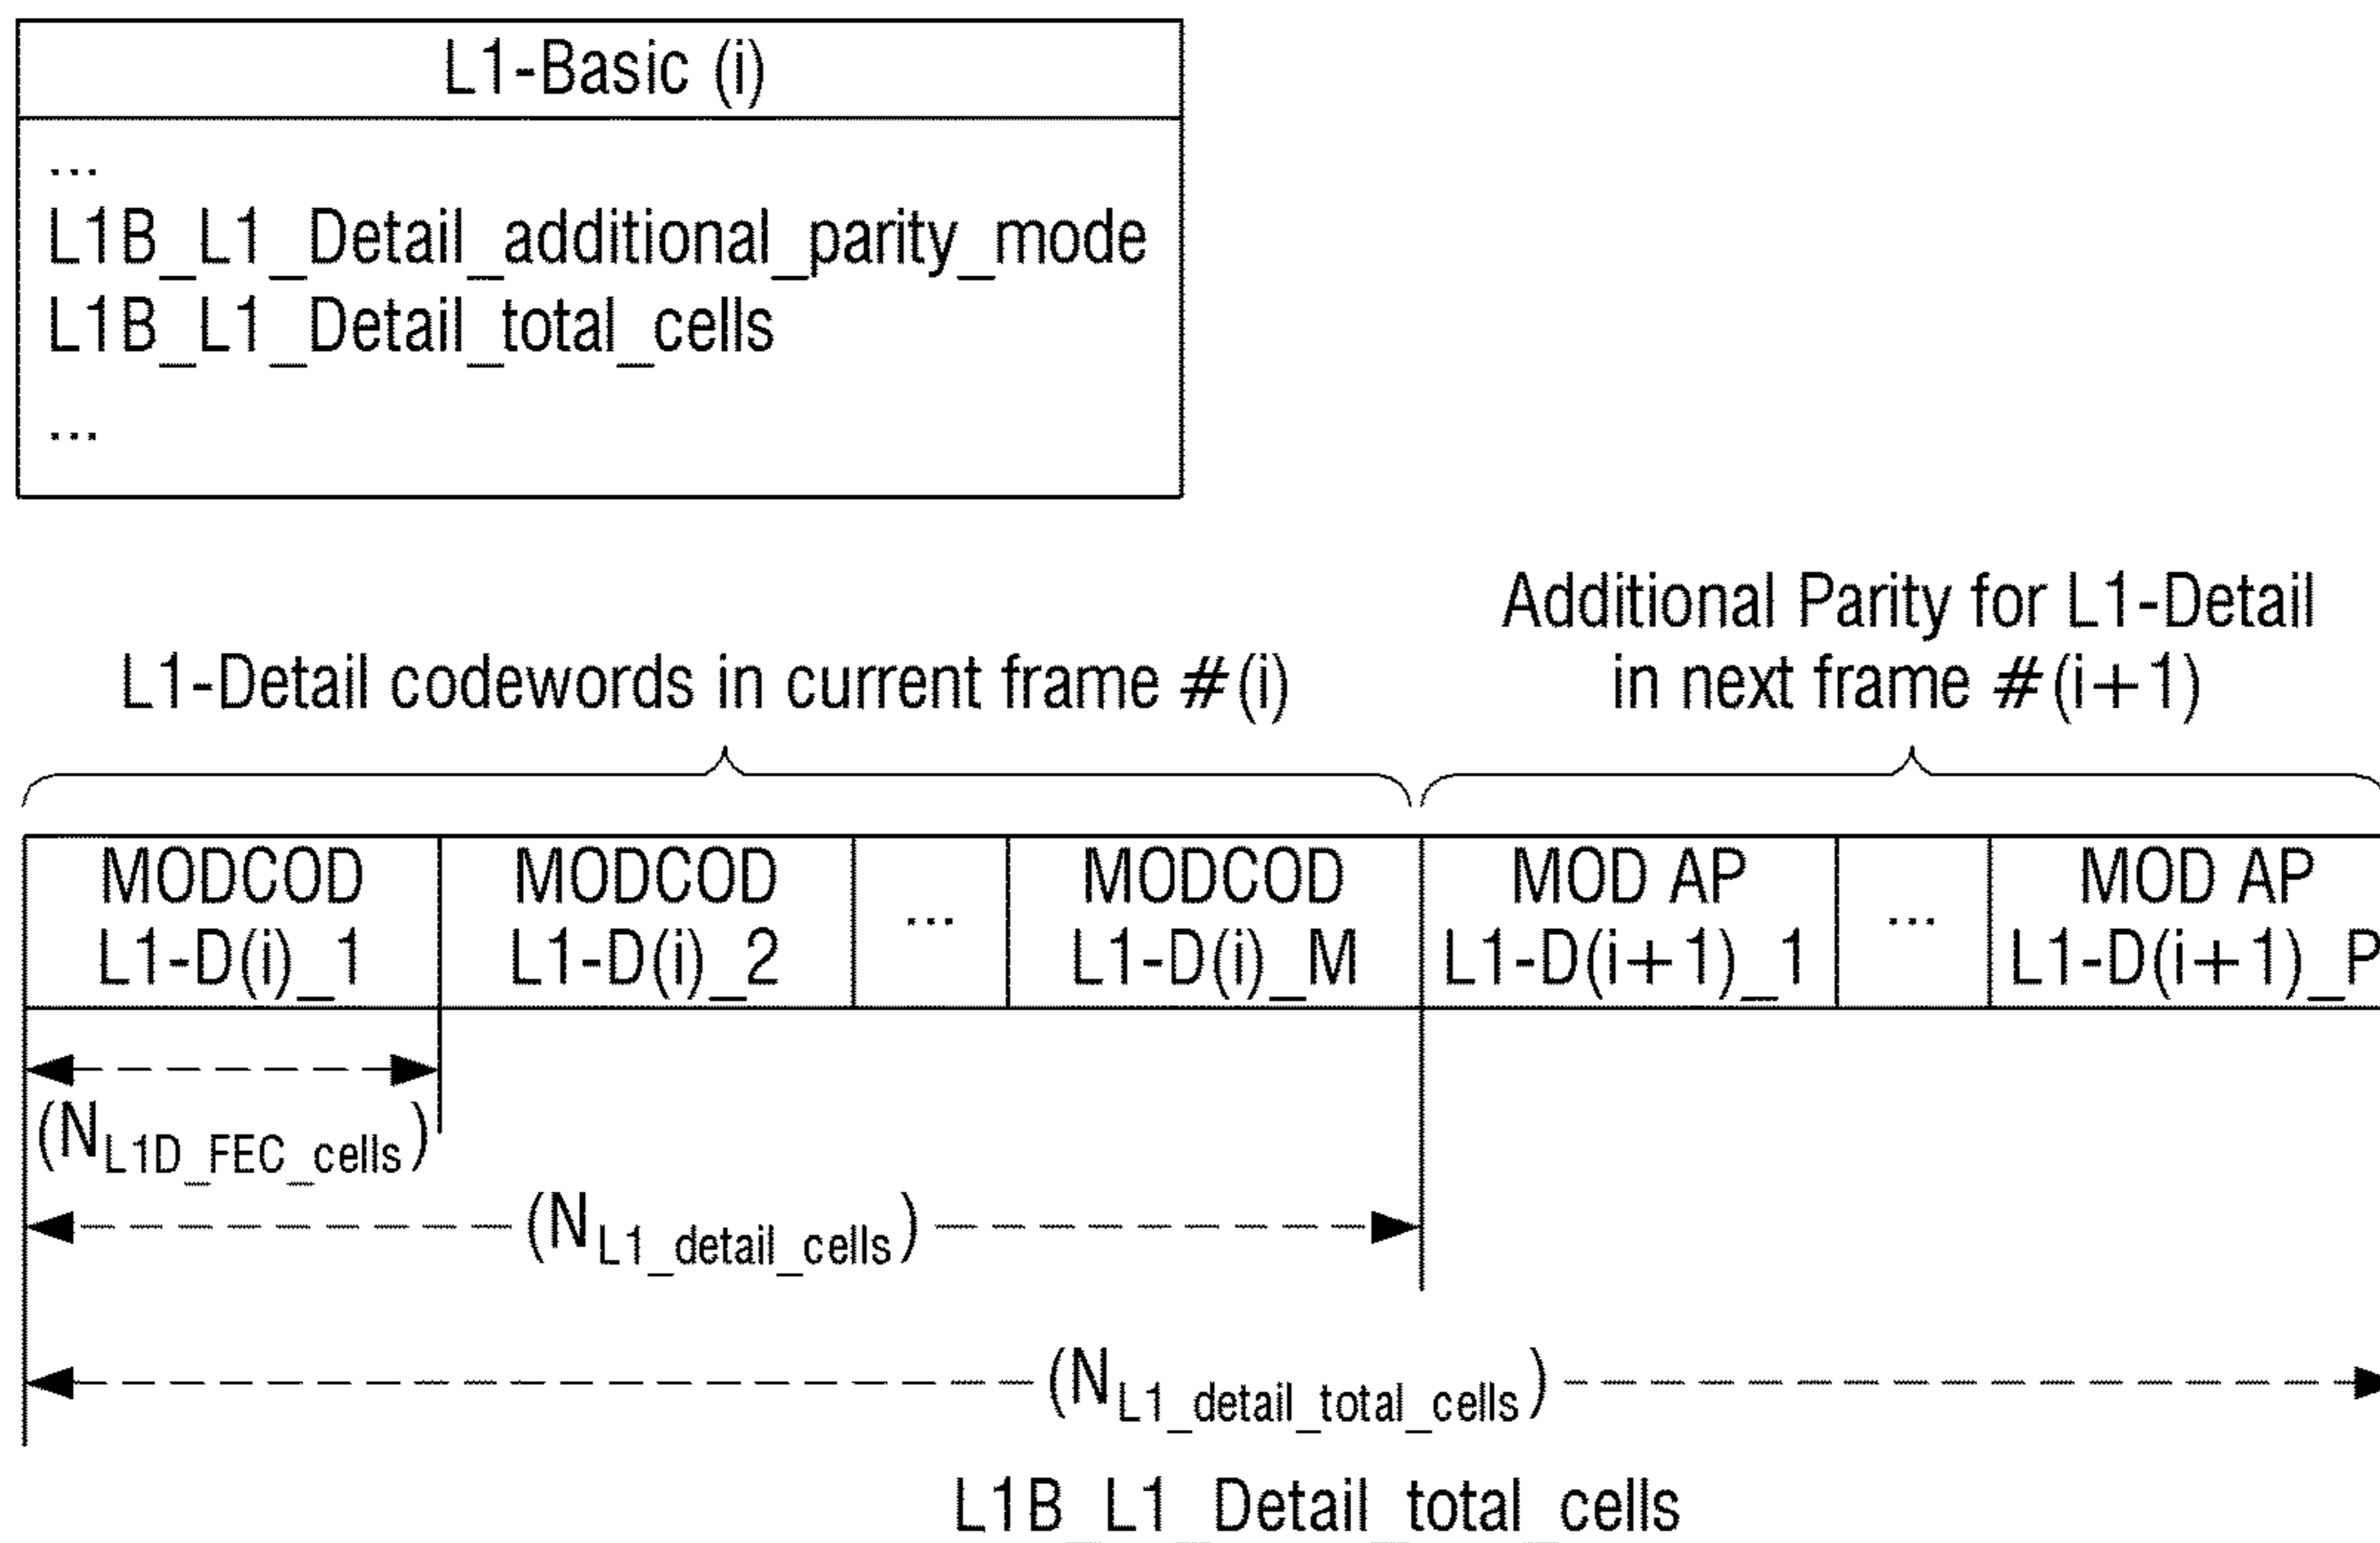 L1-Basic (i)
...
L1B_L1_Detail_additional_parity_mode
L1B_L1_Detail_total_cells
...
Additional Parity for L1-Detail
in next frame #(i+1)
L1-Detail codewords in current frame #(i)
MODCOD
L1-D(i)_1
MODCOD
L1-D(i)_2
...
MODCOD
L1-D(i)_M
MOD AP
L1-D(i+1)_1
...
MOD AP
L1-D(i+1)_P
(NL1D_FEC_cells)
(NL1_detail_cells)
(NL1_detail_total_cells)
L1B_L1_Detail_total_cells